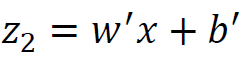 z₂ = w′x + b′